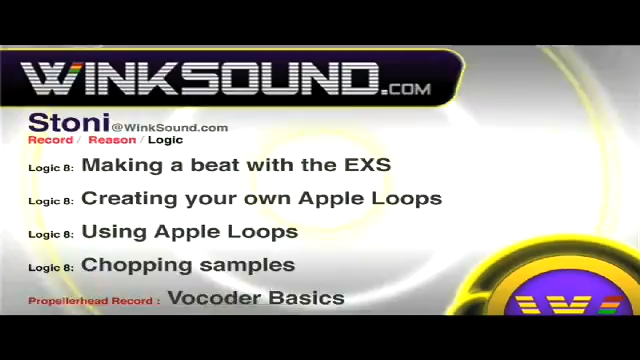 WINKSOUND.COM
Stoni@WinkSound.com
Record / Reason / Logic
Logic 8: Making a beat with the EXS
Logic 8: Creating your own Apple Loops
Logic 8: Using Apple Loops
Logic 8: Chopping samples
Propellerhead Record : Vocoder Basics